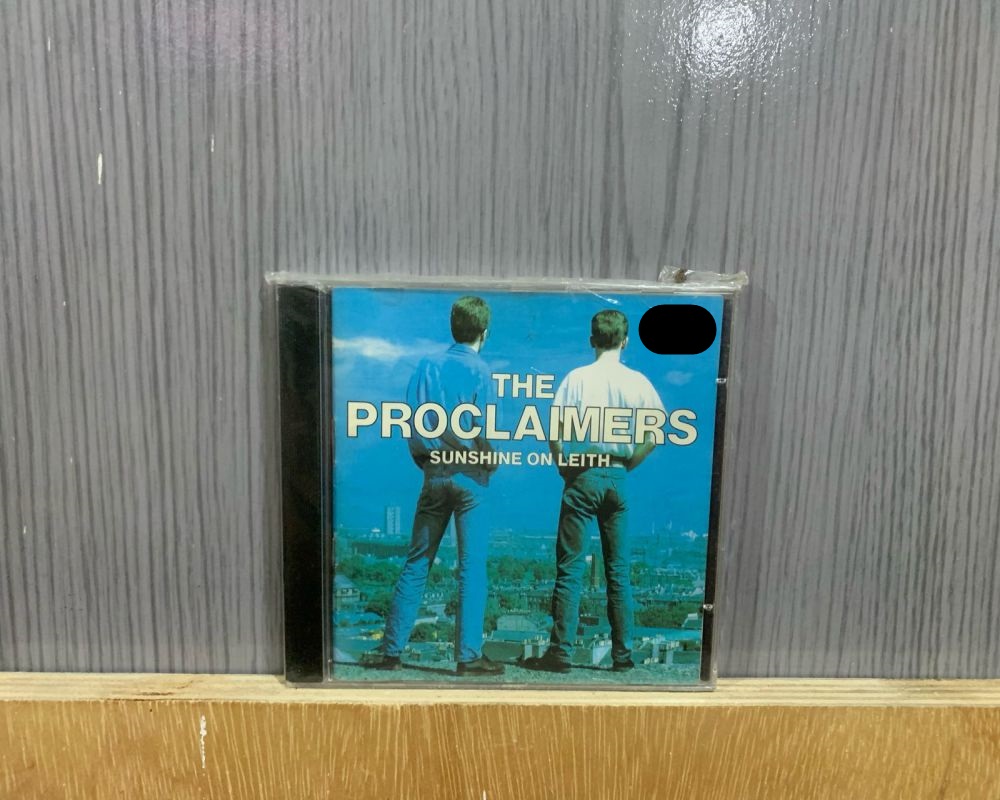 THE
PROCLAIMERS
SUNSHINE ON LEITH